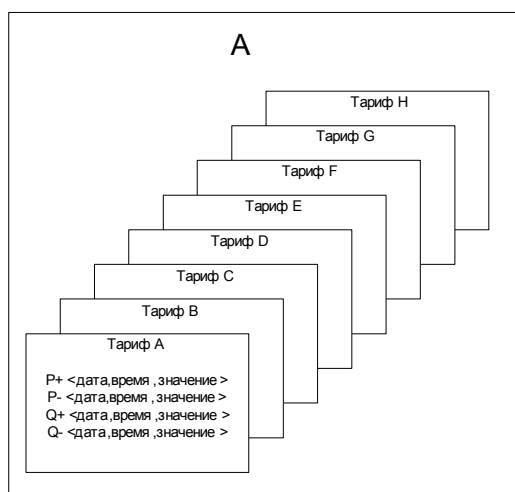 А
Тариф H
Тариф G
Тариф F
Тариф E
Тариф D
Тариф C
Тариф B
Тариф A
P+ <дата,время ,значение >
P- <дата,время ,значение >
Q+ <дата,время ,значение >
Q- <дата,время ,значение >